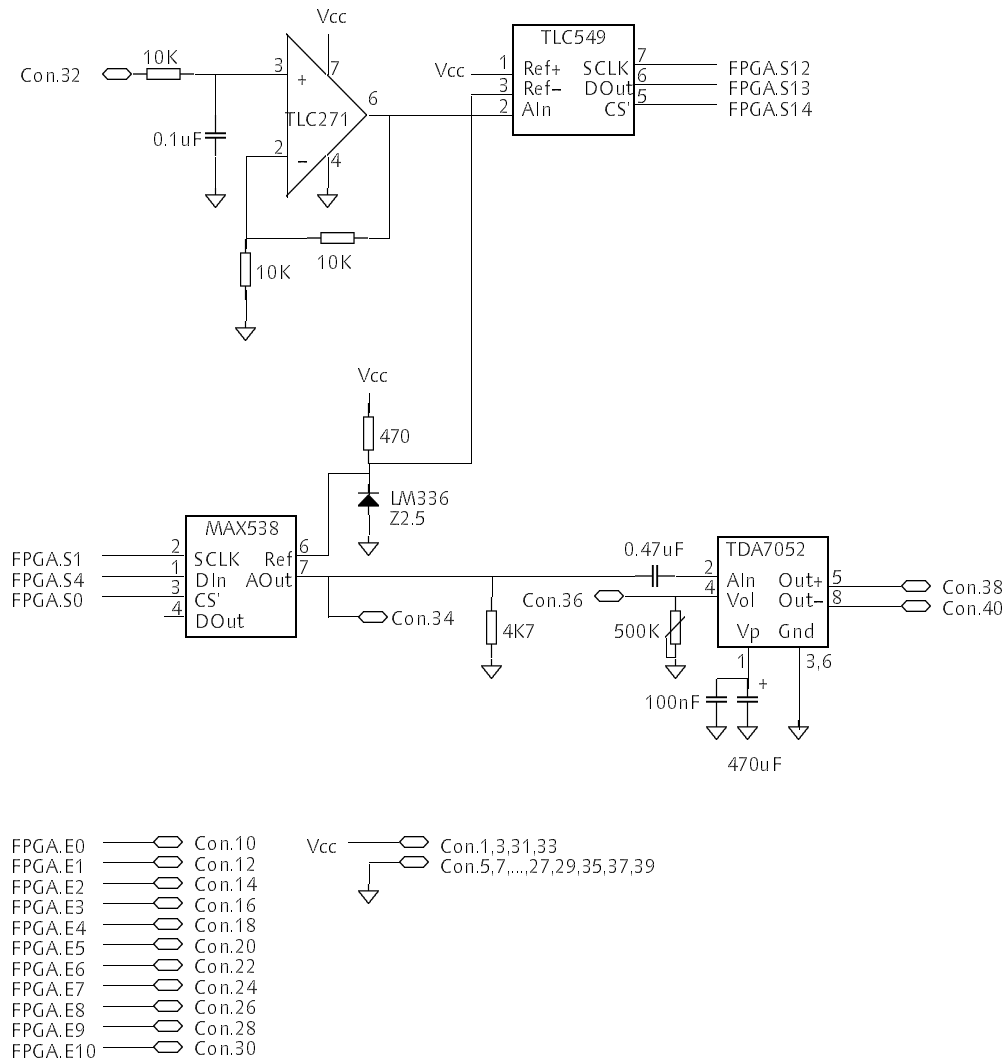 Vcc
TLC549
10K
Con.32
3
+
7
6
TLC271
2
−
4
0.1uF
10K
10K
Vcc
1
Ref+
SCLK
7
FPGA.S12
3
Ref−
DOut
6
FPGA.S13
2
AIn
CS'
5
FPGA.S14
Vcc
470
LM336
Z2.5
MAX538
FPGA.S1
2
SCLK
Ref
6
FPGA.S4
1
DIn
AOut
7
FPGA.S0
3
CS'
4
DOut
Con.34
4K7
0.47uF
TDA7052
2
AIn
Out+
5
Con.38
Con.36
4
Vol
Out−
8
Con.40
500K
Vp
Gnd
1
3,6
100nF
+
470uF
FPGA.E0
Con.10
FPGA.E1
Con.12
FPGA.E2
Con.14
FPGA.E3
Con.16
FPGA.E4
Con.18
FPGA.E5
Con.20
FPGA.E6
Con.22
FPGA.E7
Con.24
FPGA.E8
Con.26
FPGA.E9
Con.28
FPGA.E10
Con.30
Vcc
Con.1,3,31,33
Con.5,7,...,27,29,35,37,39